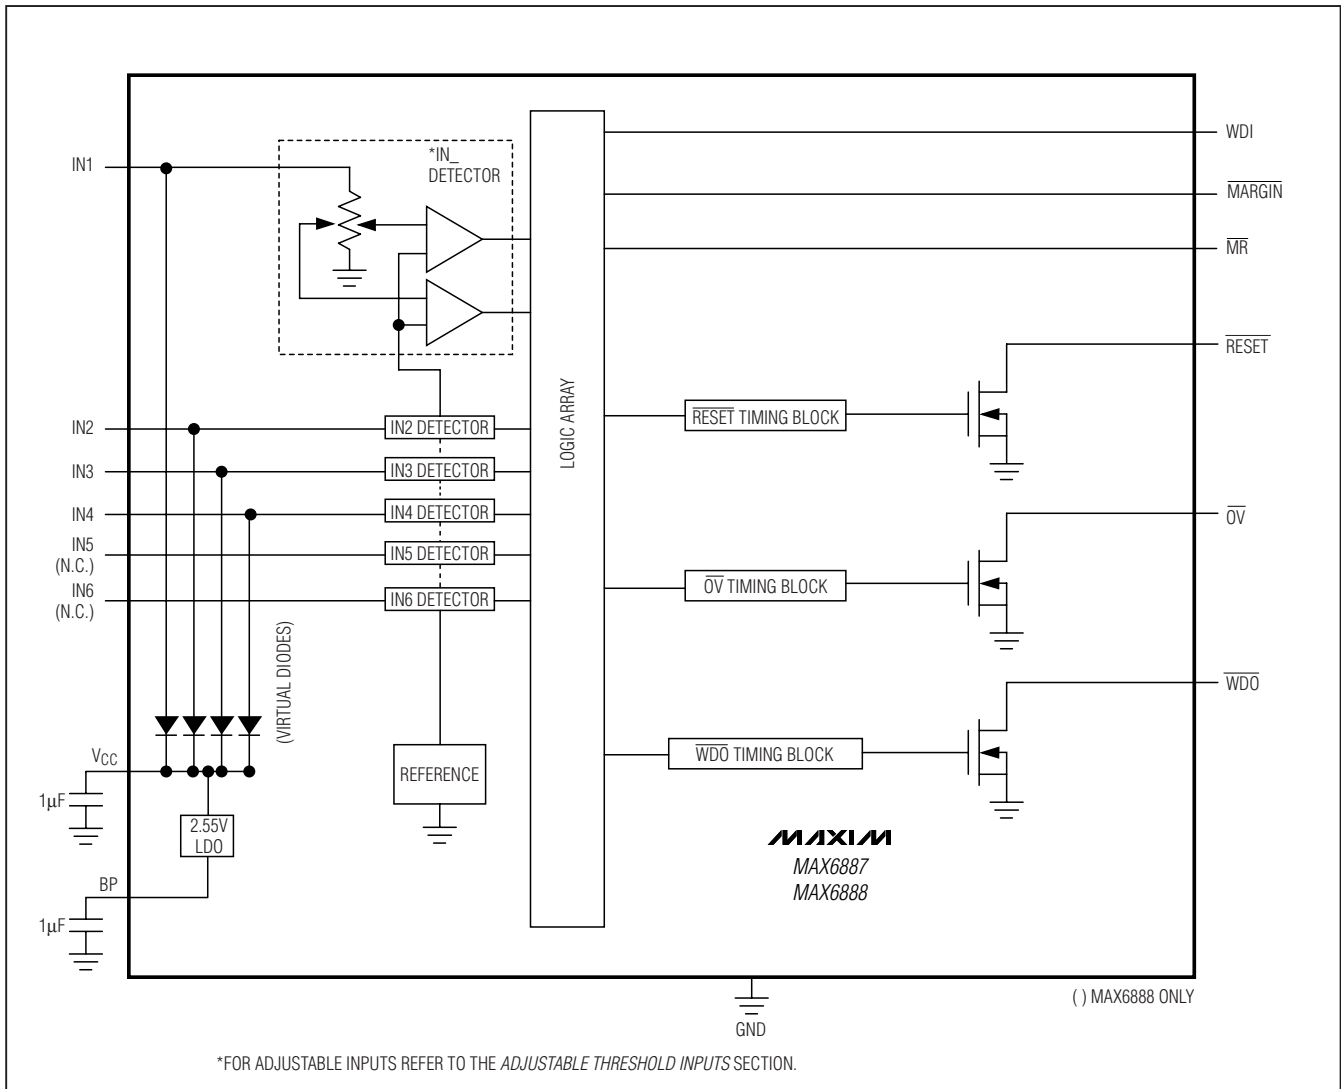 WDI
MARGIN
MR
RESET
OV
WDO
IN1
*IN_
DETECTOR
IN2
IN3
IN4
IN5
(N.C.)
IN6
(N.C.)
IN2 DETECTOR
IN3 DETECTOR
IN4 DETECTOR
IN5 DETECTOR
IN6 DETECTOR
LOGIC ARRAY
RESET TIMING BLOCK
OV TIMING BLOCK
WDO TIMING BLOCK
(VIRTUAL DIODES)
VCC
1µF
2.55V
LDO
BP
1µF
REFERENCE
MAXIM
MAX6887
MAX6888
GND
( ) MAX6888 ONLY
*FOR ADJUSTABLE INPUTS REFER TO THE ADJUSTABLE THRESHOLD INPUTS SECTION.